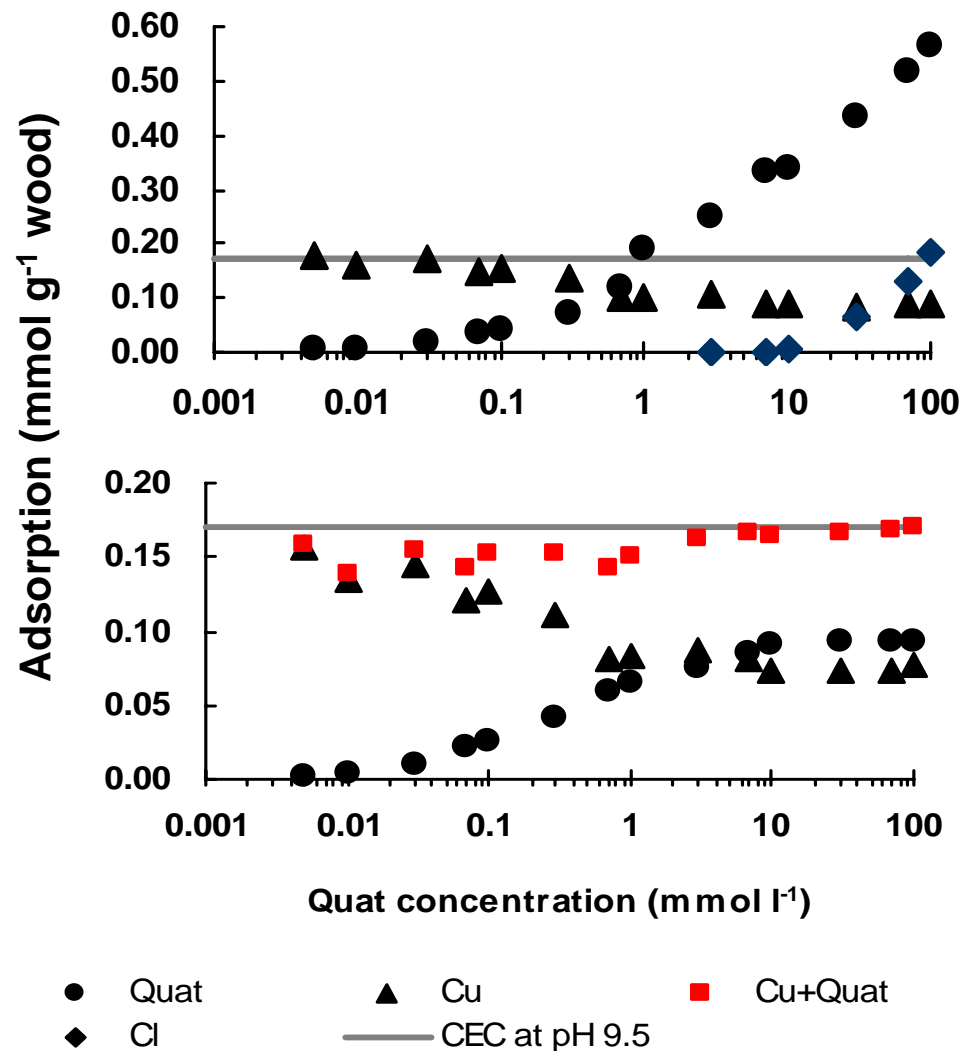 Adsorption (mmol g-1 wood)
0.60
0.50
0.40
0.30
0.20
0.10
0.00
0.001 0.01 0.1 1 10 100
0.20
0.15
0.10
0.05
0.00
0.001 0.01 0.1 1 10 100
Quat concentration (mmol l-1)
Quat Cu Cu+Quat
Cl CEC at pH 9.5